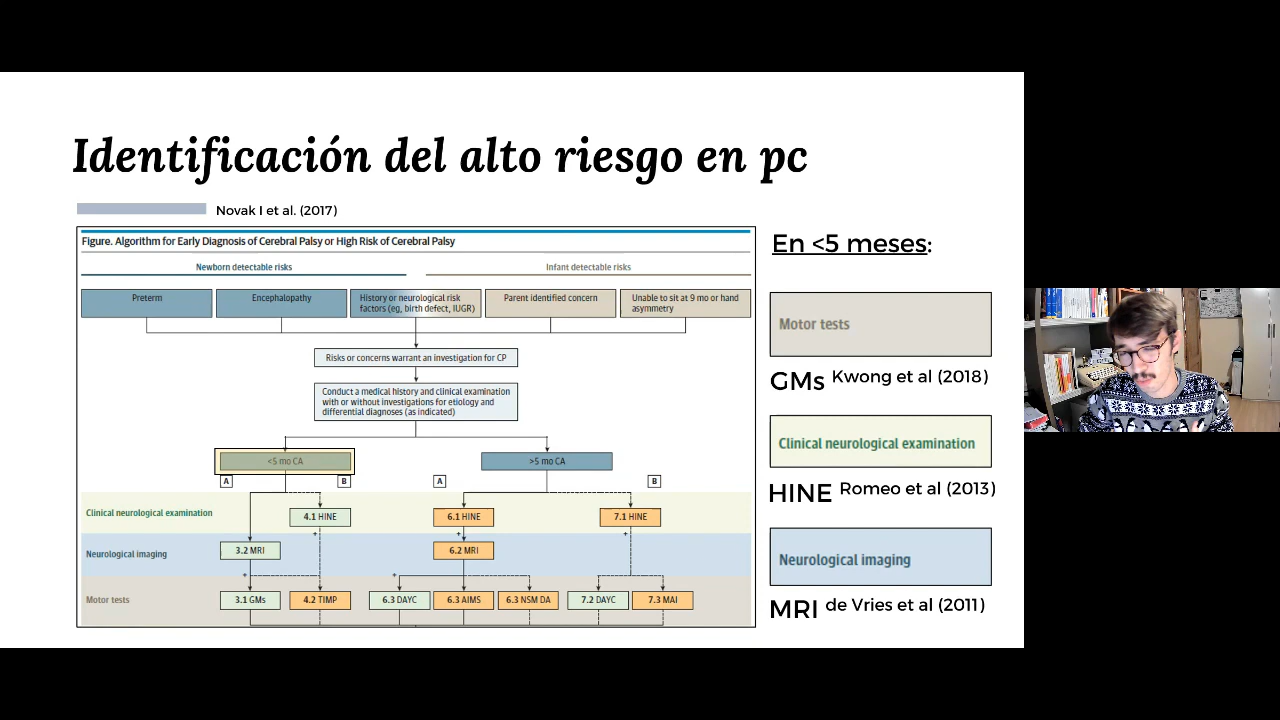 Identificación del alto riesgo en pc
Novak I et al. (2017)
Figure. Algorithm for Early Diagnosis of Cerebral Palsy or High Risk of Cerebral Palsy
Newborn detectable risks
Infant detectable risks
Preterm
Encephalopathy
History or neurological risk
factors (eg, birth defect, IUGR)
Parent identified concern
Unable to sit at 9 mo or hand
asymmetry
Risks or concerns warrant an investigation for CP
Conduct a medical history and clinical examination
with or without investigations for etiology and
differential diagnoses (as indicated)
<5 mo CA
>5 mo CA
A
B
A
B
Clinical neurological examination
4.1 HINE
6.1 HINE
7.1 HINE
+
+
+
Neurological imaging
3.2 MRI
6.2 MRI
+
+
Motor tests
3.1 GMs
4.2 TIMP
6.3 DAYC
6.3 AIMS
6.3 NSM DA
7.2 DAYC
7.3 MAI
En <5 meses:
Motor tests
GMs Kwong et al (2018)
Clinical neurological examination
HINE Romeo et al (2013)
Neurological imaging
MRI de Vries et al (2011)